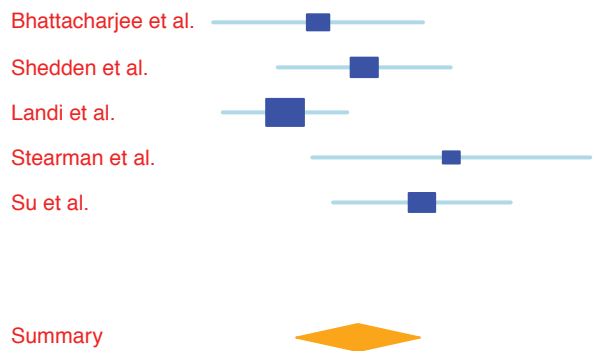 Bhattacharjee et al.
Shedden et al.
Landi et al.
Stearman et al.
Su et al.
Summary